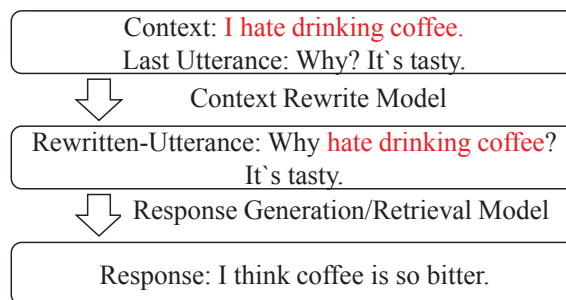 Context: I hate drinking coffee.
Last Utterance: Why? It`s tasty.
Context Rewrite Model
Rewritten-Utterance: Why hate drinking coffee?
It`s tasty.
Response Generation/Retrieval Model
Response: I think coffee is so bitter.